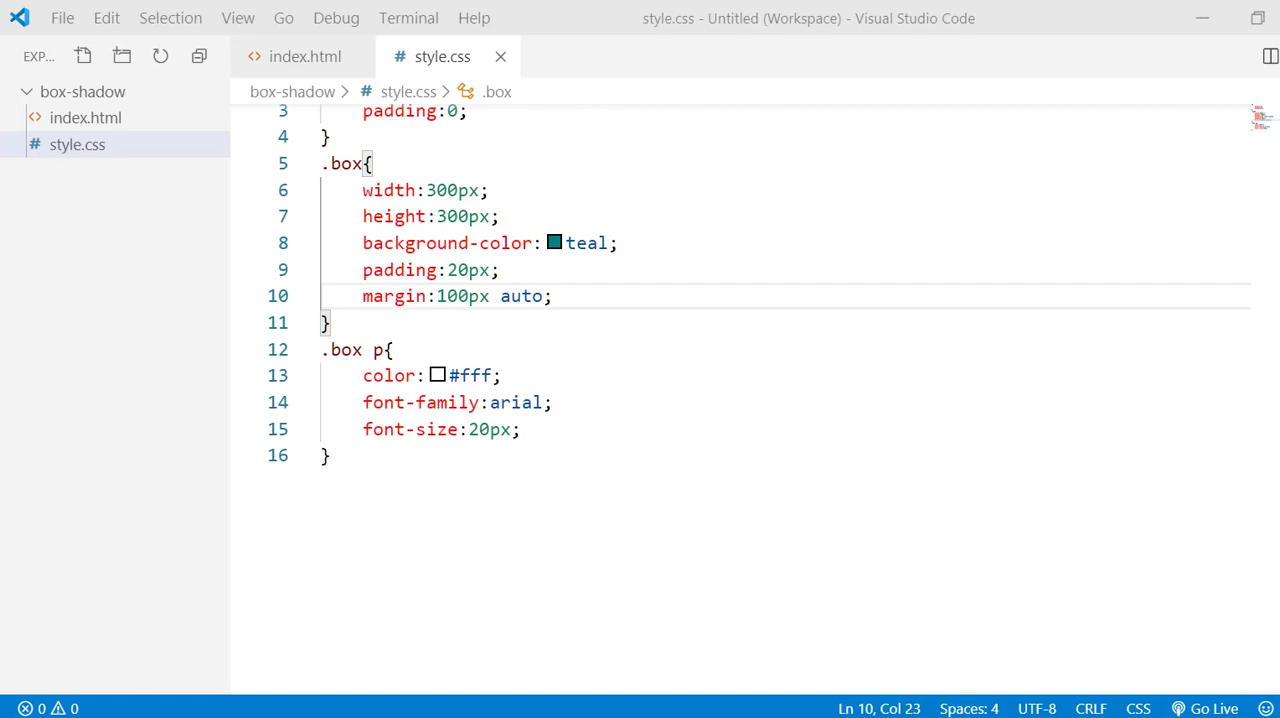 File Edit Selection View Go Debug Terminal Help style.css - Untitled (Workspace) - Visual Studio Code
EXP...
box-shadow
index.html
style.css
index.html # style.css
box-shadow > # style.css > .box
3 padding:0;
4 }
5 .box{
6 width:300px;
7 height:300px;
8 background-color:teal;
9 padding:20px;
10 margin:100px auto;
11 }
12 .box p{
13 color:#fff;
14 font-family:arial;
15 font-size:20px;
16 }
0 0 Ln 10, Col 23 Spaces: 4 UTF-8 CRLF CSS Go Live